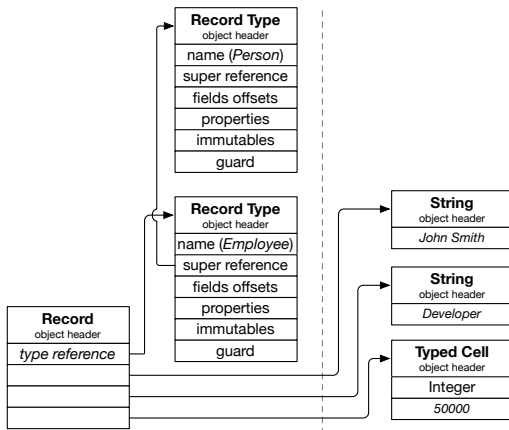 Record Type
object header
name (Person)
super reference
fields offsets
properties
immutables
guard
Record Type
object header
name (Employee)
super reference
fields offsets
properties
immutables
guard
Record
object header
type reference
String
object header
John Smith
String
object header
Developer
Typed Cell
object header
Integer
50000